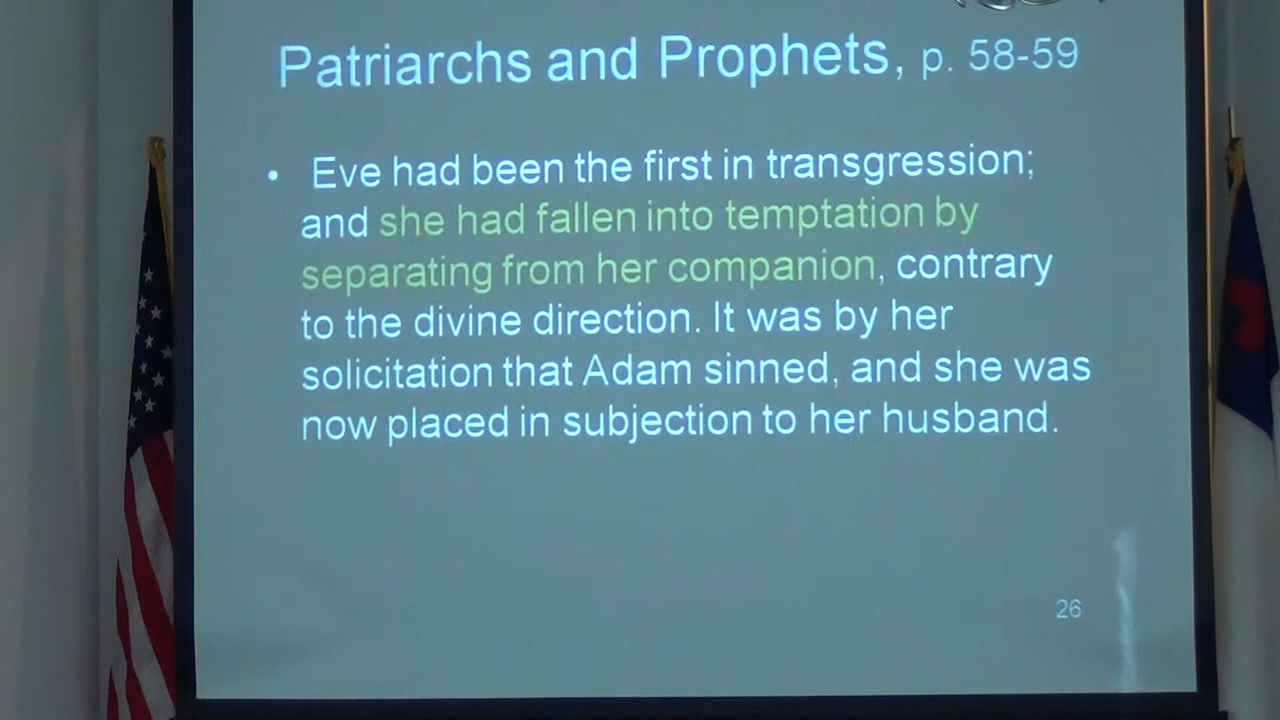 Patriarchs and Prophets, p. 58-59
• Eve had been the first in transgression;
and she had fallen into temptation by
separating from her companion, contrary
to the divine direction. It was by her
solicitation that Adam sinned, and she was
now placed in subjection to her husband.
26